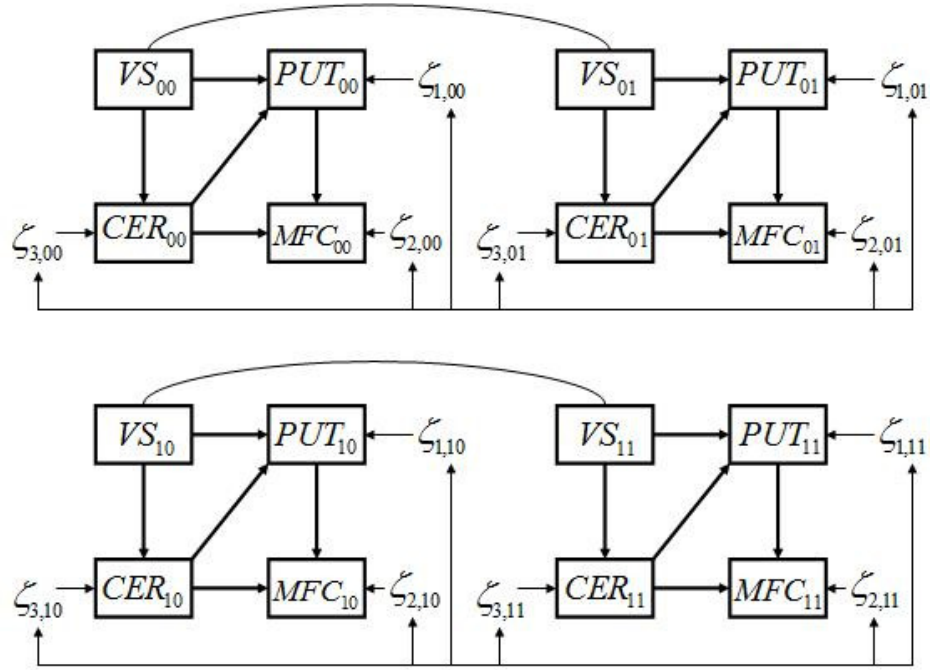 VS₀₀ PUT₀₀ ζ₁,₀₀ VS₀₁ PUT₀₁ ζ₁,₀₁
ζ₃,₀₀ CER₀₀ MFC₀₀ ζ₂,₀₀ ζ₃,₀₁ CER₀₁ MFC₀₁ ζ₂,₀₁
VS₁₀ PUT₁₀ ζ₁,₁₀ VS₁₁ PUT₁₁ ζ₁,₁₁
ζ₃,₁₀ CER₁₀ MFC₁₀ ζ₂,₁₀ ζ₃,₁₁ CER₁₁ MFC₁₁ ζ₂,₁₁